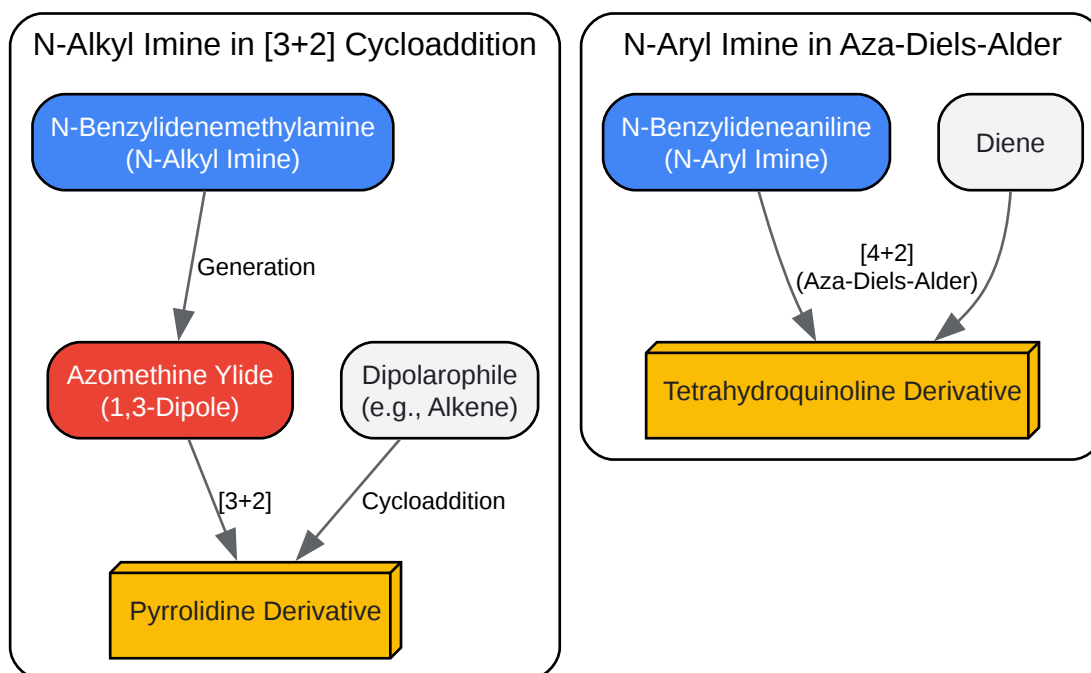 N-Alkyl Imine in [3+2] Cycloaddition
N-Benzylidenemethylamine
(N-Alkyl Imine)
Generation
Azomethine Ylide
(1,3-Dipole)
Dipolarophile
(e.g., Alkene)
[3+2]
Cycloaddition
Pyrrolidine Derivative
N-Aryl Imine in Aza-Diels-Alder
N-Benzylideneaniline
(N-Aryl Imine)
Diene
[4+2]
(Aza-Diels-Alder)
Tetrahydroquinoline Derivative